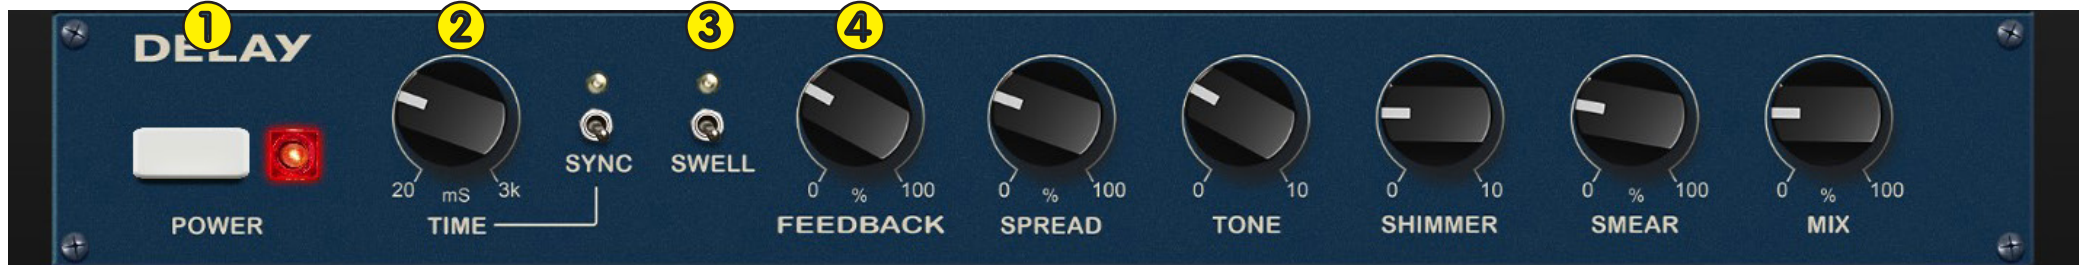 1 2 3 4
DELAY
SYNC SWELL
20 mS 3k 0 % 100 0 % 100 0 10 0 10 0 % 100 0 % 100
POWER TIME FEEDBACK SPREAD TONE SHIMMER SMEAR MIX